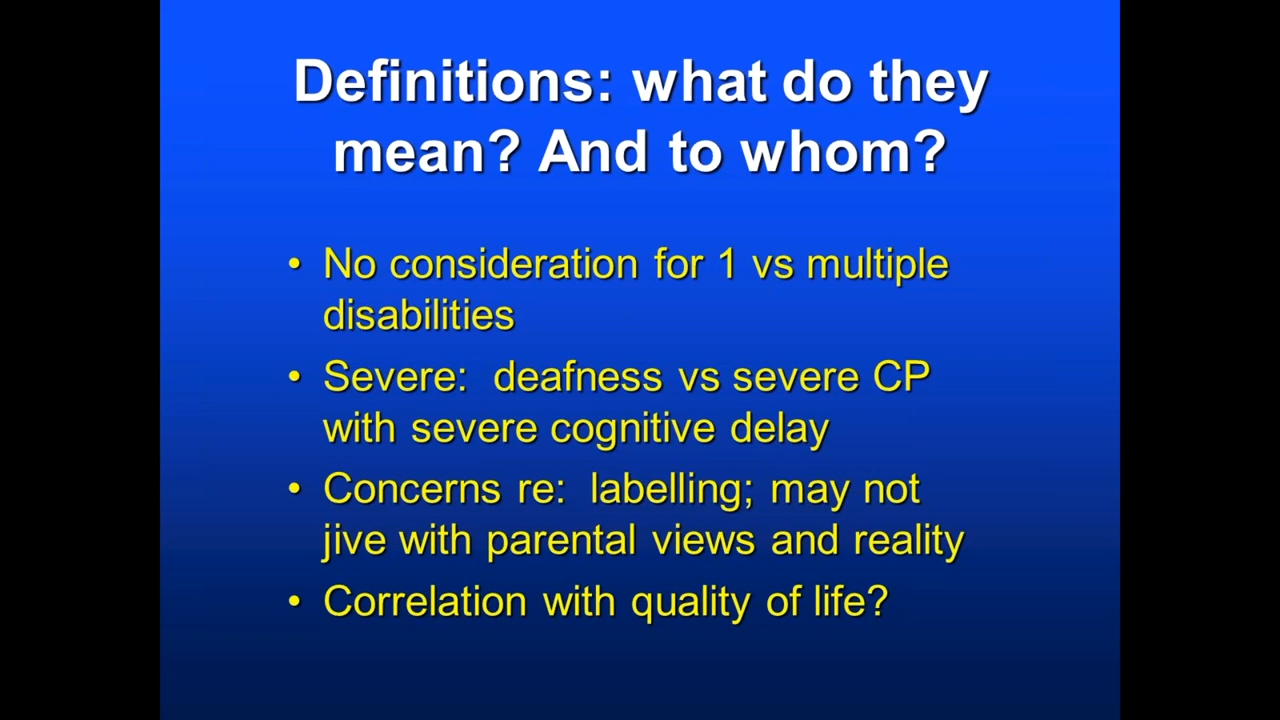 Definitions: what do they
mean? And to whom?
• No consideration for 1 vs multiple
disabilities
• Severe:  deafness vs severe CP
with severe cognitive delay
• Concerns re:  labelling; may not
jive with parental views and reality
• Correlation with quality of life?